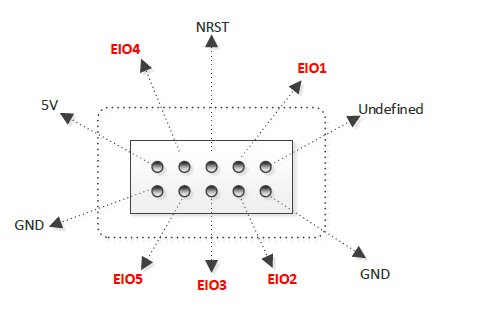 NRST
EIO4
EIO1
5V
Undefined
GND
GND
EIO5
EIO3
EIO2